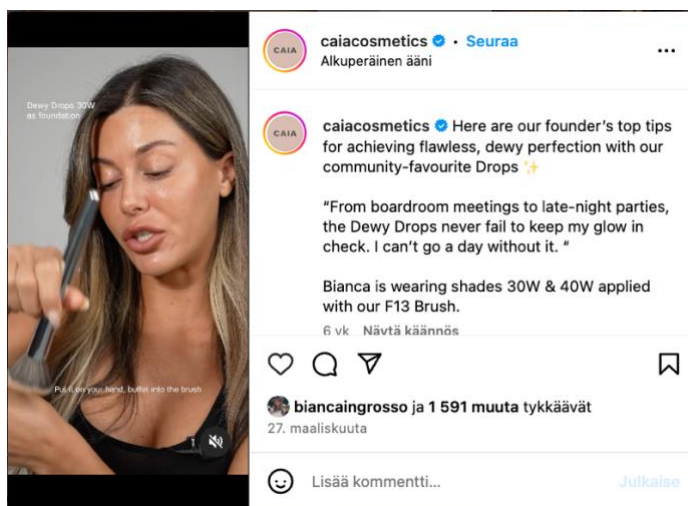 Dewy Drops 30W
as foundation
Put it on your hand, buffet into the brush
CAIA
caiacosmetics • Seuraa
Alkuperäinen ääni
CAIA
caiacosmetics Here are our founder's top tips
for achieving flawless, dewy perfection with our
community-favourite Drops ✨
“From boardroom meetings to late-night parties,
the Dewy Drops never fail to keep my glow in
check. I can't go a day without it. “
Bianca is wearing shades 30W & 40W applied
with our F13 Brush.
6 vk Näytä käännös
biancaingrosso ja 1 591 muuta tykkäävät
27. maaliskuuta
Lisää kommentti...
Julkaise